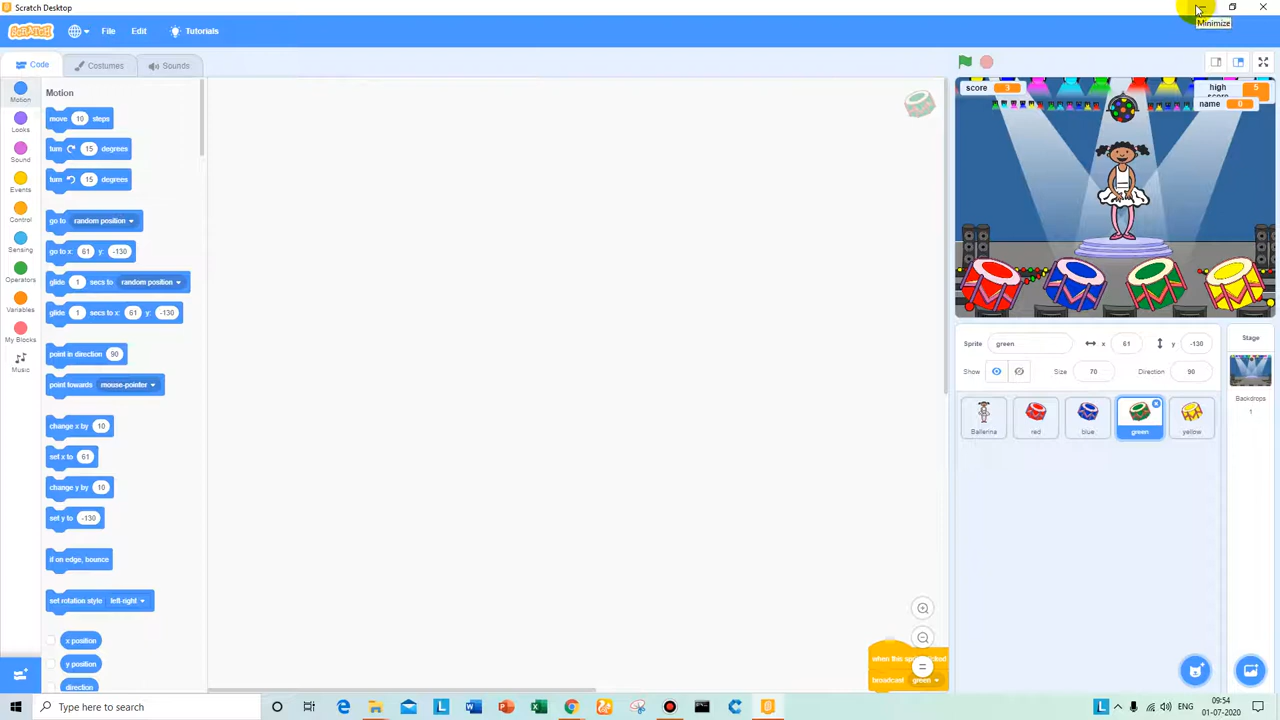 Scratch Desktop
Minimize
SCRATCH File Edit Tutorials
Code Costumes Sounds
Motion
Looks
Sound
Events
Control
Sensing
Operators
Variables
My Blocks
Music
Motion
move 10 steps
turn 15 degrees
turn 15 degrees
go to random position
go to x: 61 y: -130
glide 1 secs to random position
glide 1 secs to x: 61 y: -130
point in direction 90
point towards mouse-pointer
change x by 10
set x to 61
change y by 10
set y to -130
if on edge, bounce
set rotation style left-right
x position
y position
direction
broadcast green
score 3
high 5
name 0
Sprite green x 61 y -130
Show Size 70 Direction 90
Ballerina red blue green yellow
Stage
Backdrops
1
Type here to search
L W L ENG
09:54
01-07-2020